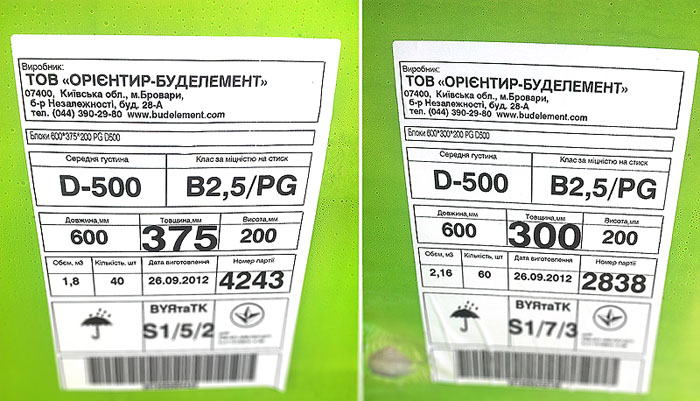 Виробник:
ТОВ «ОРІЄНТИР-БУДЕЛЕМЕНТ»
07400, Київська обл., м.Бровари,
б-р Незалежності, буд. 28-А
тел. (044) 390-29-80 www.budelement.com
Блоки 600*375*200 PG D500
Середня густина Клас за міцністю на стиск
D-500 B2,5/PG
Довжина,мм Товщина,мм Висота,мм
600 375 200
Обєм, м3 Кількість, шт Дата виготовлення Номер партії
1,8 40 26.09.2012 4243
ВУЯтаТК
S1/5/2
Виробник:
ТОВ «ОРІЄНТИР-БУДЕЛЕМЕНТ»
07400, Київська обл., м.Бровари,
б-р Незалежності, буд. 28-А
тел. (044) 390-29-80 www.budelement.com
Блоки 600*300*200 PG D500
Середня густина Клас за міцністю на стиск
D-500 B2,5/PG
Довжина,мм Товщина,мм Висота,мм
600 300 200
Обєм, м3 Кількість, шт Дата виготовлення Номер партії
2,16 60 26.09.2012 2838
ВУЯтаТК
S1/7/3